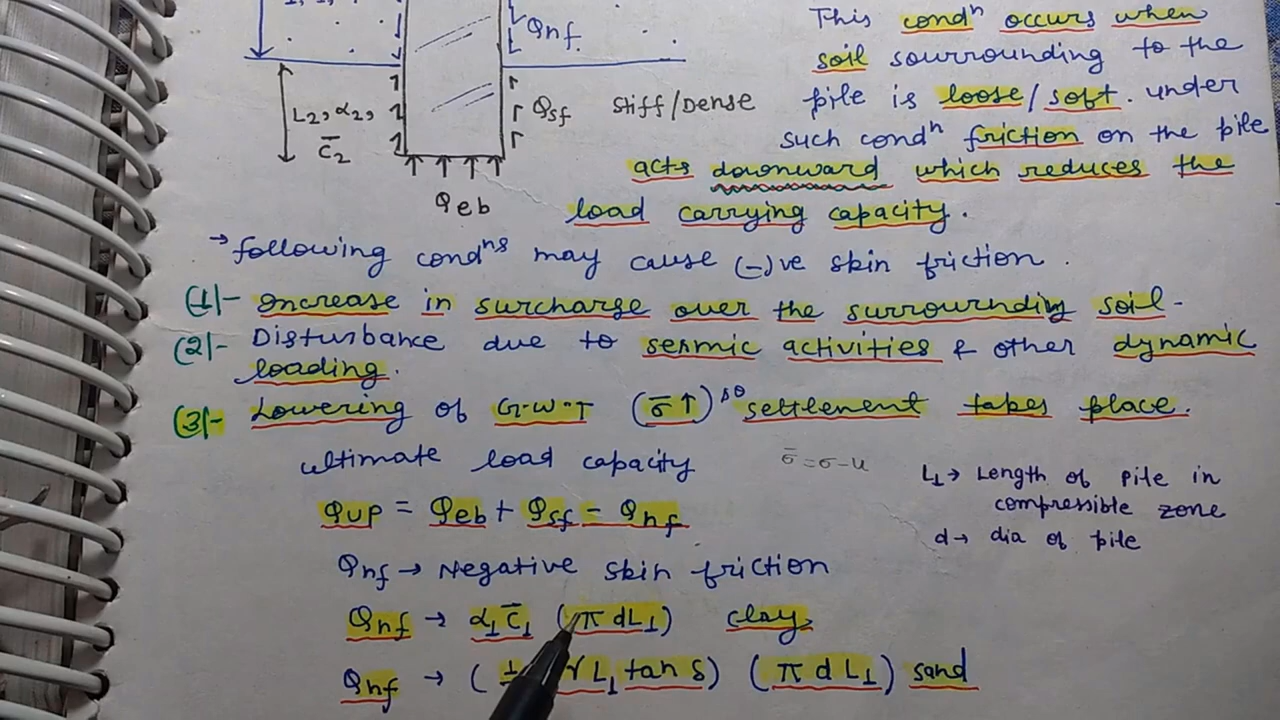 Qnf.
This condⁿ occurs when
soil sourrounding to the
pile is loose/soft. under
such condⁿ friction on the pile
acts downward which reduces the
load carrying capacity.
L2, α2,
C̄2
Qsf
Stiff/Dense
Qeb
→ following condⁿˢ may cause (-)ve skin friction.
(1)- increase in surcharge over the surrounding soil-
(2)- Disturbance due to sesmic activities & other dynamic
loading.
(3)- Lowering of G.W.T (σ̄↑) so settlement takes place.
ultimate load capacity
σ̄ = σ - u
Qup = Qeb + Qsf - Qnf
L1 → Length of pile in
compressible zone
d → dia of pile
Qnf → Negative skin friction
Qnf → α1 C̄1 (π dL1) clay
Qnf → ( γ L1 tan δ) (π d L1) sand